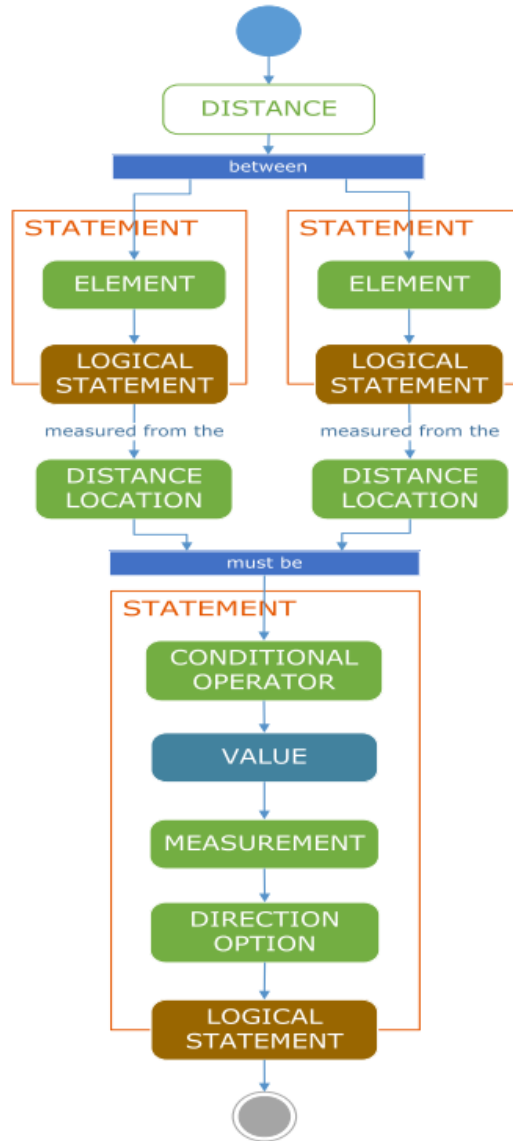 DISTANCE
between
STATEMENT
ELEMENT
LOGICAL
STATEMENT
measured from the
DISTANCE
LOCATION
STATEMENT
ELEMENT
LOGICAL
STATEMENT
measured from the
DISTANCE
LOCATION
must be
STATEMENT
CONDITIONAL
OPERATOR
VALUE
MEASUREMENT
DIRECTION
OPTION
LOGICAL
STATEMENT